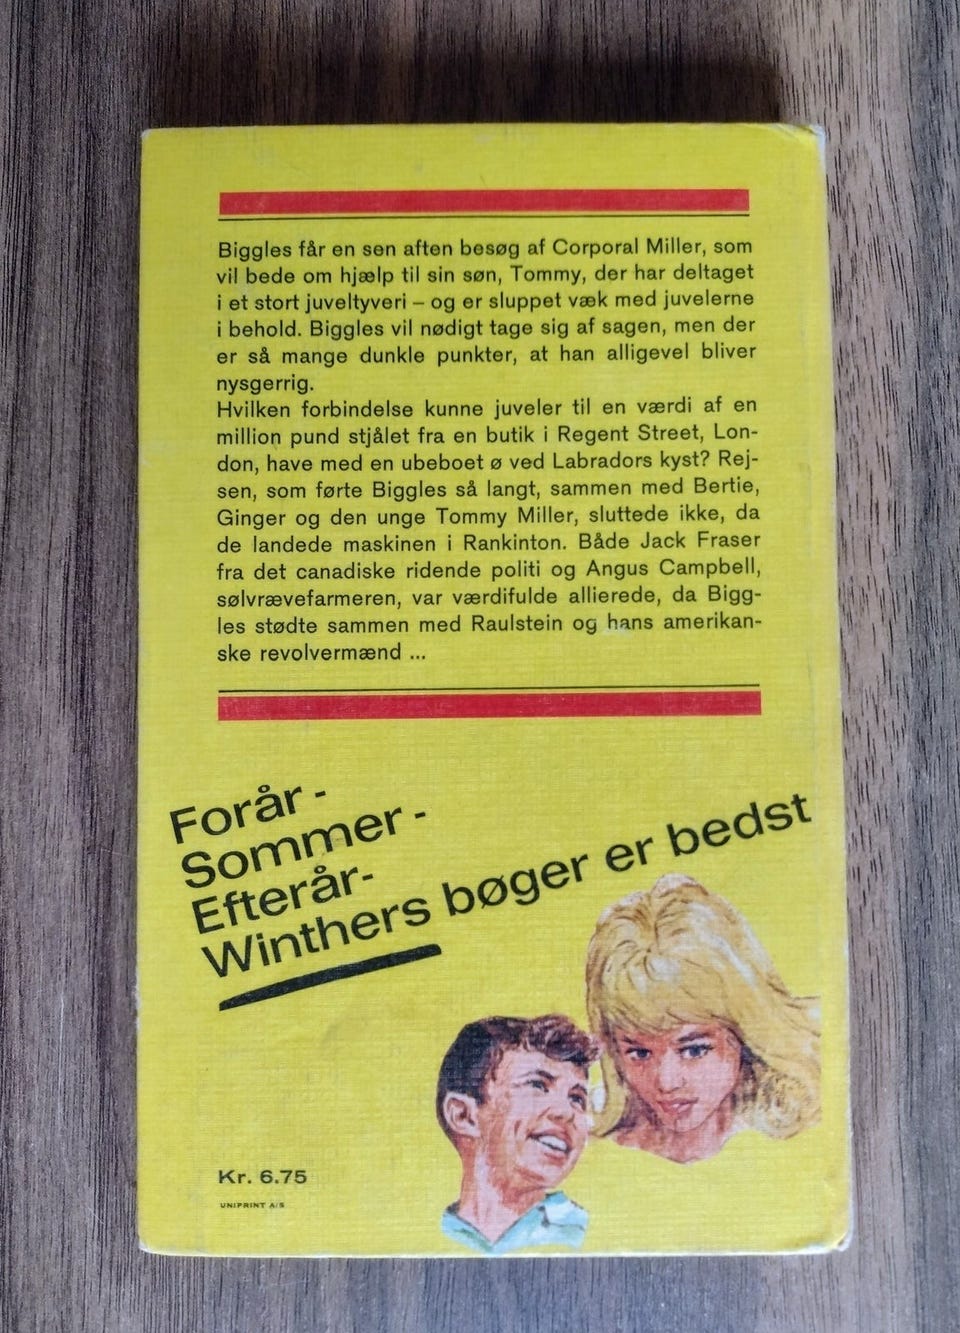 Biggles får en sen aften besøg af Corporal Miller, som
vil bede om hjælp til sin søn, Tommy, der har deltaget
i et stort juveltyveri – og er sluppet væk med juvelerne
i behold. Biggles vil nødigt tage sig af sagen, men der
er så mange dunkle punkter, at han alligevel bliver
nysgerrig.
Hvilken forbindelse kunne juveler til en værdi af en
million pund stjålet fra en butik i Regent Street, Lon-
don, have med en ubeboet ø ved Labradors kyst? Rej-
sen, som førte Biggles så langt, sammen med Bertie,
Ginger og den unge Tommy Miller, sluttede ikke, da
de landede maskinen i Rankinton. Både Jack Fraser
fra det canadiske ridende politi og Angus Campbell,
sølvrævefarmeren, var værdifulde allierede, da Bigg-
les stødte sammen med Raulstein og hans amerikan-
ske revolvermænd ...
Forår -
Sommer -
Efterår-
Winthers bøger er bedst
Kr. 6.75
UNIPRINT A/S